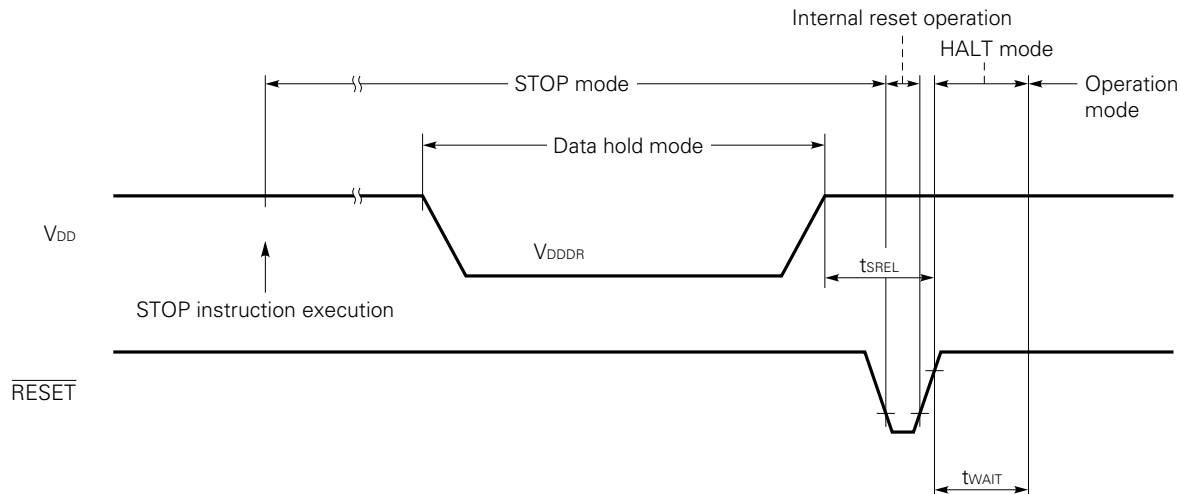 Internal reset operation
HALT mode
STOP mode
Operation
mode
Data hold mode
VDD
VDDDR
tSREL
STOP instruction execution
RESET
tWAIT